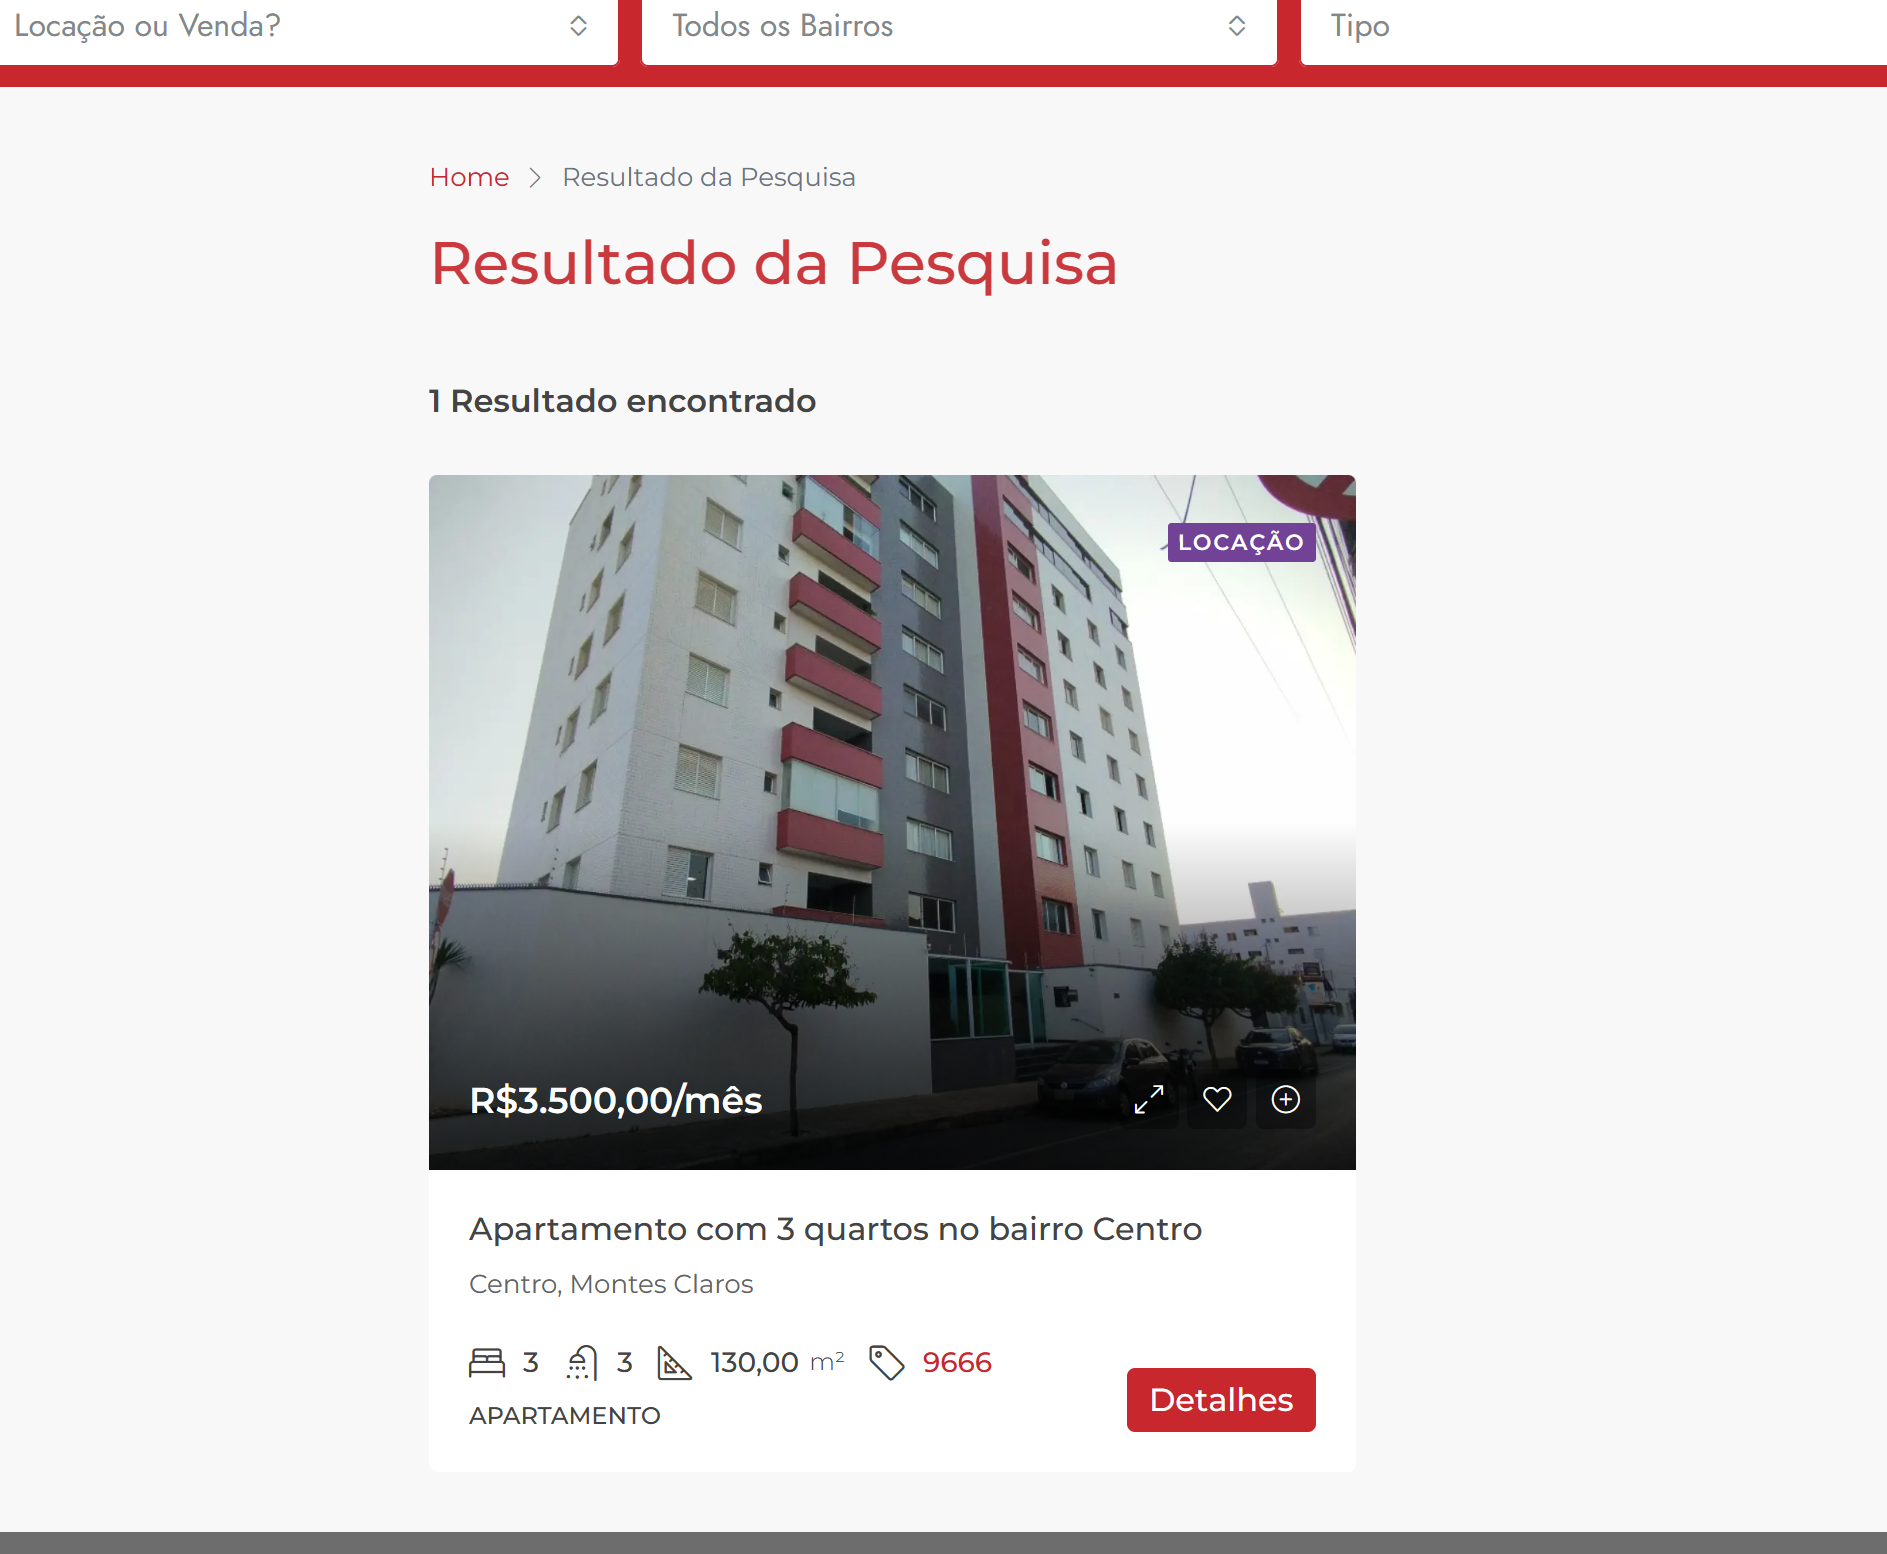 Locação ou Venda?
Todos os Bairros
Tipo
Home > Resultado da Pesquisa
Resultado da Pesquisa
1 Resultado encontrado
LOCAÇÃO
R$3.500,00/mês
Apartamento com 3 quartos no bairro Centro
Centro, Montes Claros
3 3 130,00 m² 9666
APARTAMENTO
Detalhes